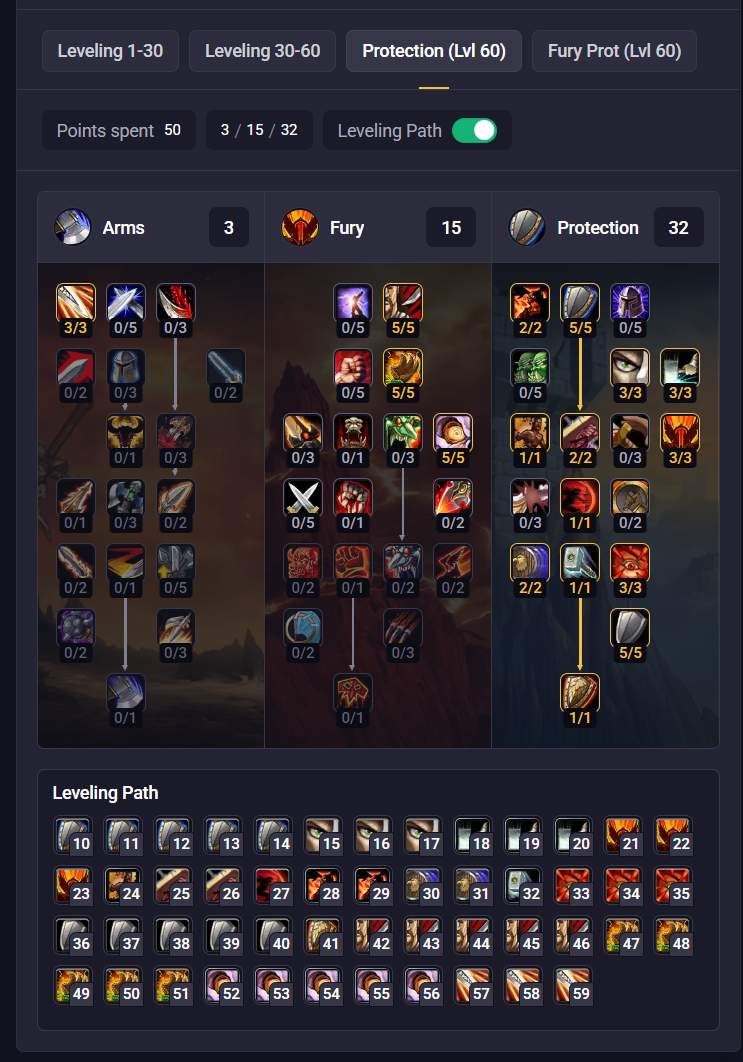 Leveling 1-30 Leveling 30-60 Protection (Lvl 60) Fury Prot (Lvl 60)
Points spent 50 3 / 15 / 32 Leveling Path
Arms 3 Fury 15 Protection 32
3/3 0/5 0/3 0/5 5/5 2/2 5/5 0/5
0/2 0/3 0/2 0/5 5/5 0/5 3/3 3/3
0/1 0/3 0/3 0/1 0/3 5/5 1/1 2/2 0/3 3/3
0/1 0/3 0/2 0/5 0/1 0/2 0/3 1/1 0/2
0/2 0/1 0/5 0/2 0/1 0/2 0/2 2/2 1/1 3/3
0/2 0/3 0/2 0/3 5/5
0/1 0/1 1/1
Leveling Path
10 11 12 13 14 15 16 17 18 19 20 21 22
23 24 25 26 27 28 29 30 31 32 33 34 35
36 37 38 39 40 41 42 43 44 45 46 47 48
49 50 51 52 53 54 55 56 57 58 59